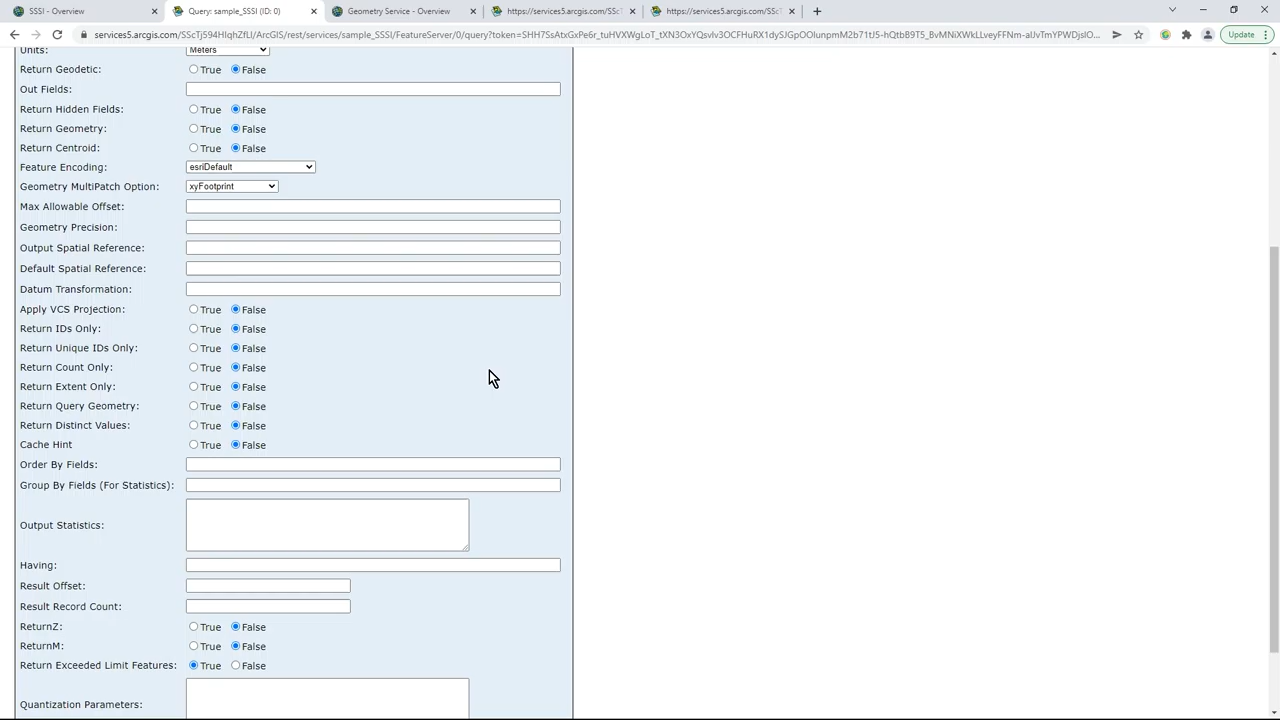 SSSI - Overview
Query: sample_SSSI (ID: 0)
Geometry Service - Overview
https://services5.arcgis.com/SScT
https://services5.arcgis.com/SScT
Update
Units: Meters
Return Geodetic: True False
Out Fields:
Return Hidden Fields: True False
Return Geometry: True False
Return Centroid: True False
Feature Encoding: esriDefault
Geometry MultiPatch Option: xyFootprint
Max Allowable Offset:
Geometry Precision:
Output Spatial Reference:
Default Spatial Reference:
Datum Transformation:
Apply VCS Projection: True False
Return IDs Only: True False
Return Unique IDs Only: True False
Return Count Only: True False
Return Extent Only: True False
Return Query Geometry: True False
Return Distinct Values: True False
Cache Hint True False
Order By Fields:
Group By Fields (For Statistics):
Output Statistics:
Having:
Result Offset:
Result Record Count:
ReturnZ: True False
ReturnM: True False
Return Exceeded Limit Features: True False
Quantization Parameters: